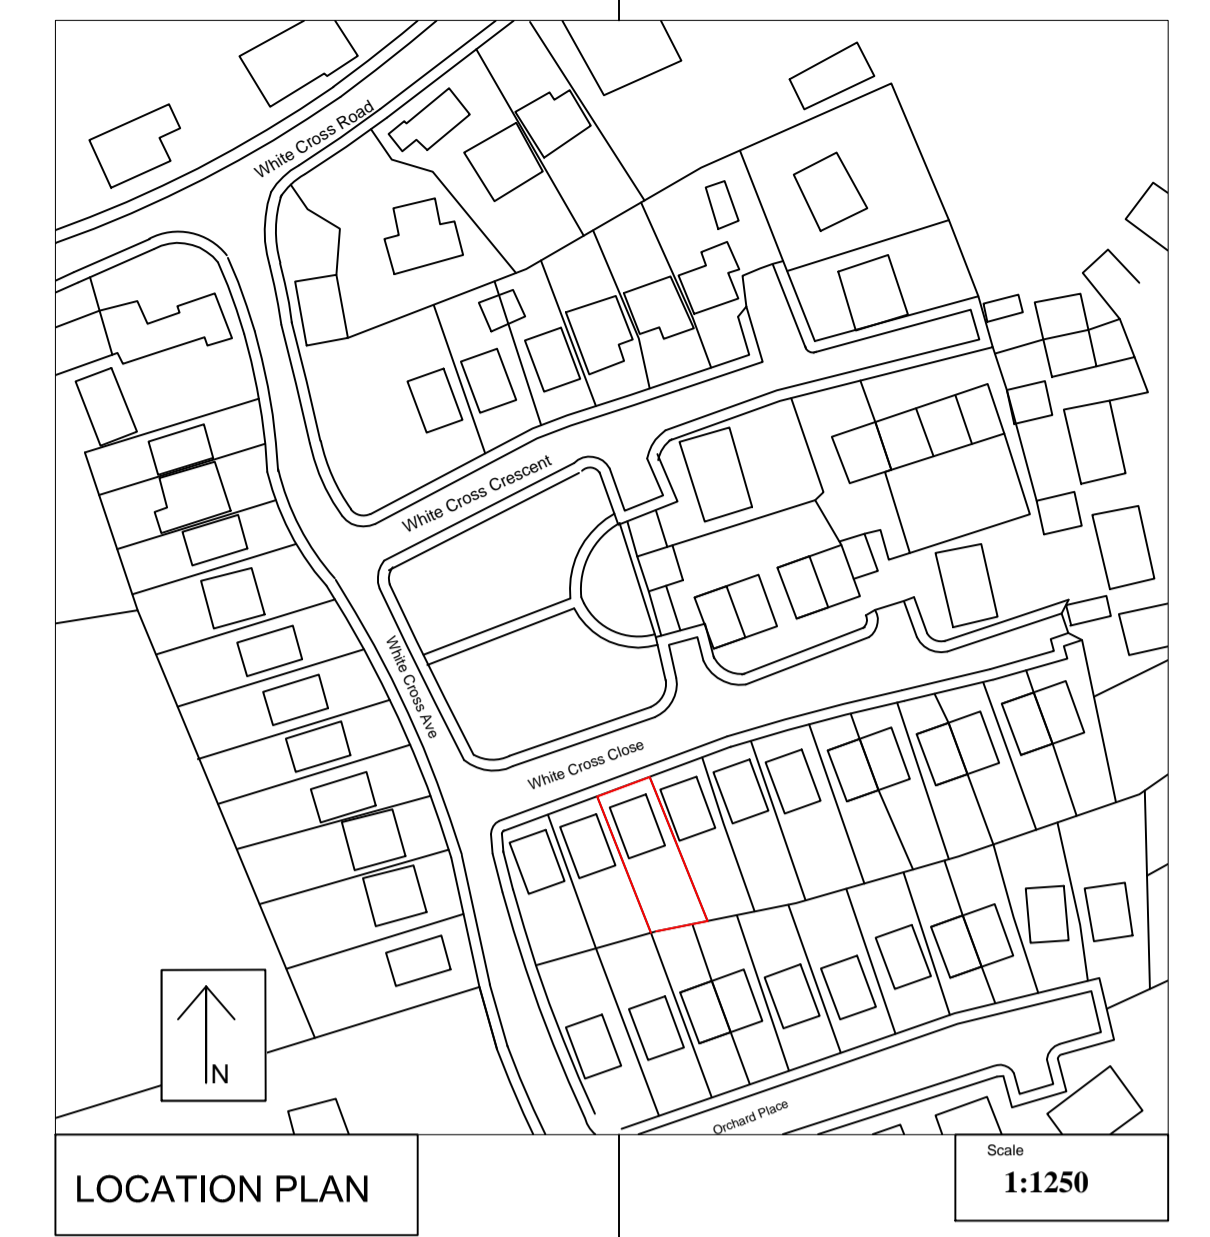 White Cross Road
White Cross Crescent
White Cross Ave
White Cross Close
N
Orchard Place
LOCATION PLAN
Scale
1:1250